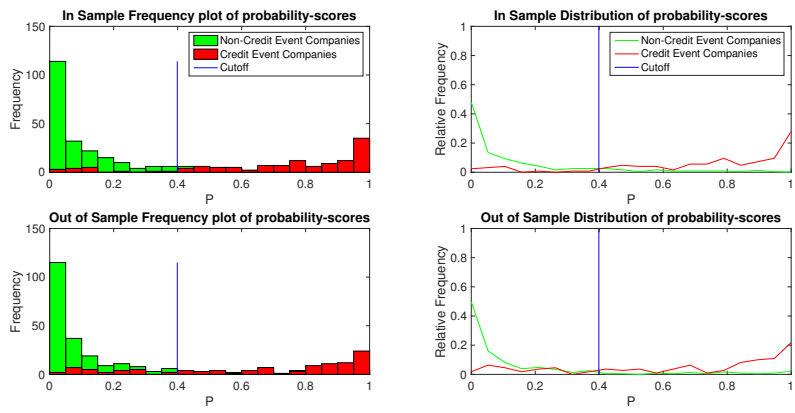 In Sample Frequency plot of probability-scores
150
100
50
0
Frequency
Non-Credit Event Companies
Credit Event Companies
Cutoff
0 0.2 0.4 0.6 0.8 1
P
In Sample Distribution of probability-scores
1
0.8
0.6
0.4
0.2
0
Relative Frequency
Non-Credit Event Companies
Credit Event Companies
Cutoff
0 0.2 0.4 0.6 0.8 1
P
Out of Sample Frequency plot of probability-scores
150
100
50
0
Frequency
0 0.2 0.4 0.6 0.8 1
P
Out of Sample Distribution of probability-scores
1
0.8
0.6
0.4
0.2
0
Relative Frequency
0 0.2 0.4 0.6 0.8 1
P